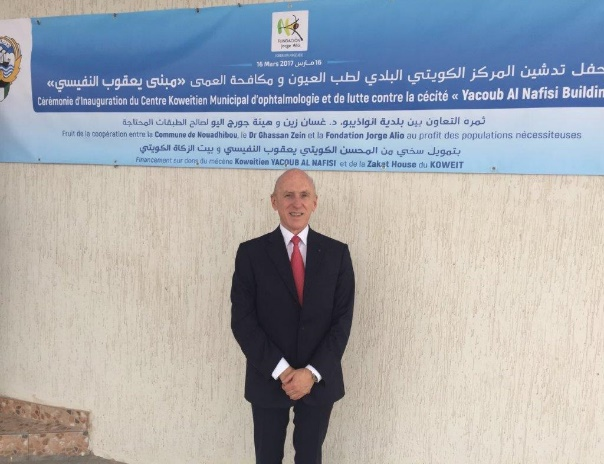 FUNDACIÓN
Jorge Alió
16 Mars 2017 مارس 16
حفل تدشين المركز الكويتي البلدي لطب العيون و مكافحة العمى «مبنى يعقوب النفيسي»
Cérémonie d'Inauguration du Centre Koweitien Municipal d'ophtalmologie et de lutte contre la cécité « Yacoub Al Nafisi Building
ثمره التعاون بين بلدية انواذيبو، د. غسان زين و هيئة جورج اليو لصالح الطبقات المحتاجة
Fruit de la coopération entre la Commune de Nouadhibou, le Dr Ghassan Zein et la Fondation Jorge Alio au profit des populations nécessiteuses
بتمويل سخي من المحسن الكويتي يعقوب النفيسي و بيت الزكاة الكويتي
Financement sur dons du mécène Koweitien YACOUB AL NAFISI et de la Zakat House du KOWEIT